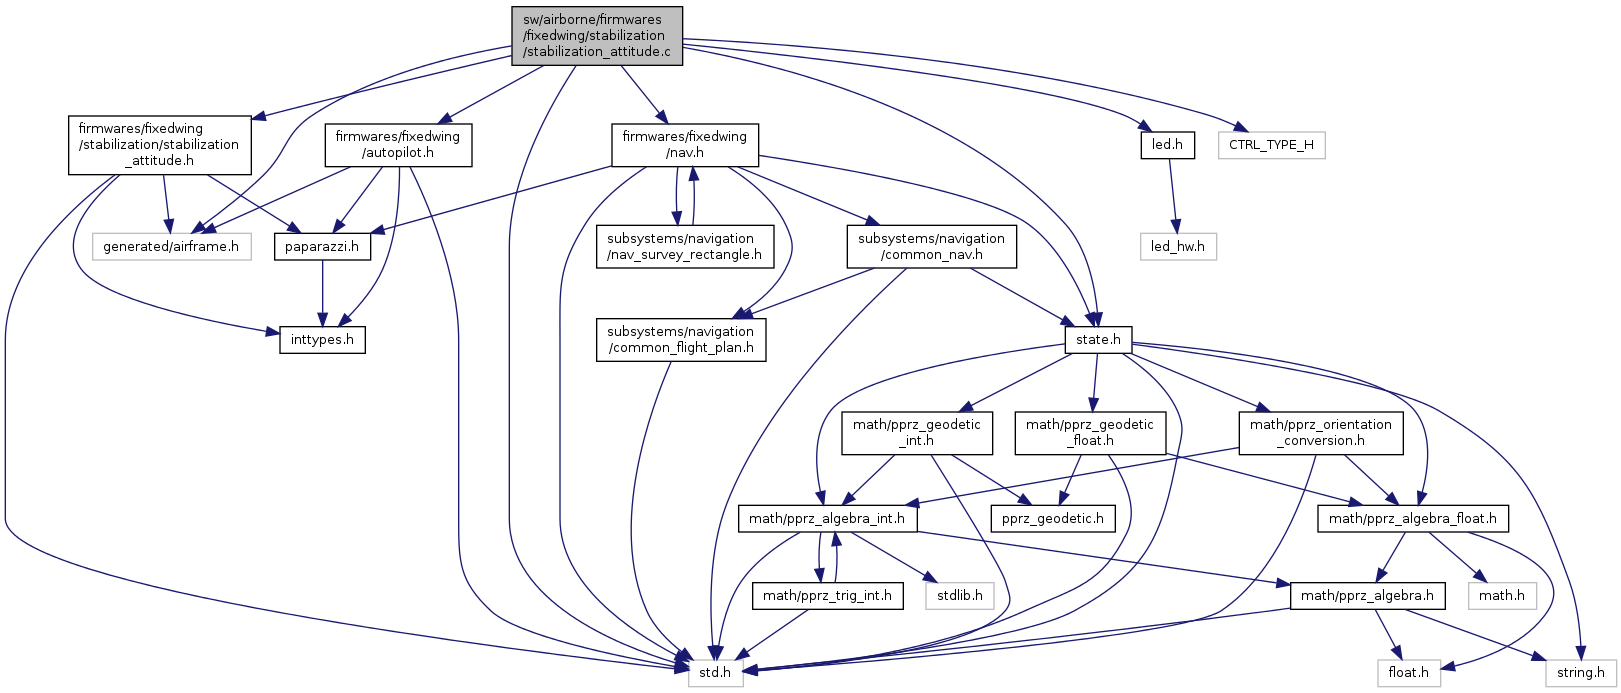 sw/airborne/firmwares
/fixedwing/stabilization
/stabilization_attitude.c
firmwares/fixedwing
/stabilization/stabilization
_attitude.h
firmwares/fixedwing
/autopilot.h
firmwares/fixedwing
/nav.h
led.h
CTRL_TYPE_H
generated/airframe.h
paparazzi.h
subsystems/navigation
/nav_survey_rectangle.h
subsystems/navigation
/common_nav.h
led_hw.h
inttypes.h
subsystems/navigation
/common_flight_plan.h
state.h
math/pprz_geodetic
_int.h
math/pprz_geodetic
_float.h
math/pprz_orientation
_conversion.h
math/pprz_algebra_int.h
pprz_geodetic.h
math/pprz_algebra_float.h
math/pprz_trig_int.h
stdlib.h
math/pprz_algebra.h
math.h
std.h
float.h
string.h